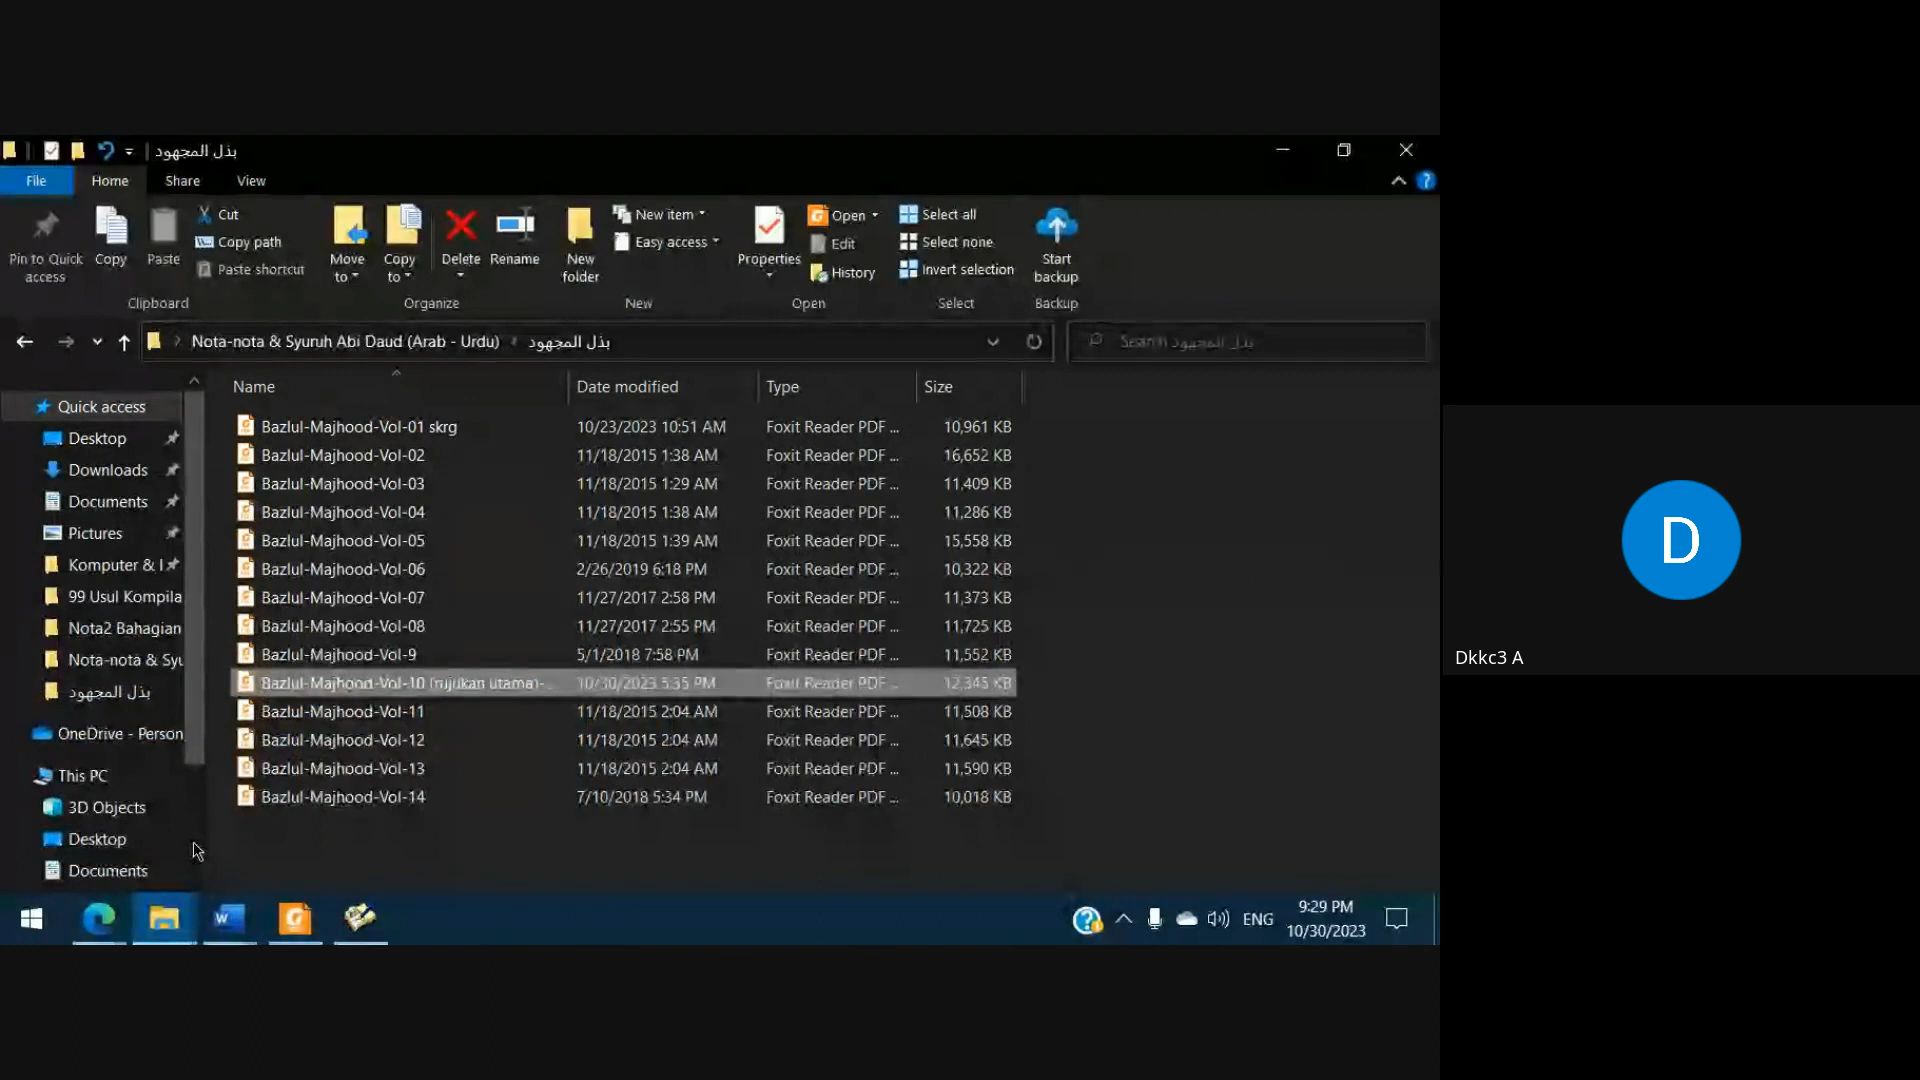 بذل المجهود
File Home Share View
Pin to Quick access
Copy
Paste
Cut
Copy path
Paste shortcut
Clipboard
Move to
Copy to
Delete
Rename
Organize
New folder
New item
Easy access
New
Properties
Open
Edit
History
Open
Select all
Select none
Invert selection
Select
Start backup
Backup
Nota-nota & Syuruh Abi Daud (Arab - Urdu) بذل المجهود
Search بذل المجهود
Name Date modified Type Size
Bazlul-Majhood-Vol-01 skrg 10/23/2023 10:51 AM Foxit Reader PDF ... 10,961 KB
Bazlul-Majhood-Vol-02 11/18/2015 1:38 AM Foxit Reader PDF ... 16,652 KB
Bazlul-Majhood-Vol-03 11/18/2015 1:29 AM Foxit Reader PDF ... 11,409 KB
Bazlul-Majhood-Vol-04 11/18/2015 1:38 AM Foxit Reader PDF ... 11,286 KB
Bazlul-Majhood-Vol-05 11/18/2015 1:39 AM Foxit Reader PDF ... 15,558 KB
Bazlul-Majhood-Vol-06 2/26/2019 6:18 PM Foxit Reader PDF ... 10,322 KB
Bazlul-Majhood-Vol-07 11/27/2017 2:58 PM Foxit Reader PDF ... 11,373 KB
Bazlul-Majhood-Vol-08 11/27/2017 2:55 PM Foxit Reader PDF ... 11,725 KB
Bazlul-Majhood-Vol-9 5/1/2018 7:58 PM Foxit Reader PDF ... 11,552 KB
Bazlul-Majhood-Vol-10 (rujukan utama)-... 10/30/2023 5:35 PM Foxit Reader PDF ... 12,345 KB
Bazlul-Majhood-Vol-11 11/18/2015 2:04 AM Foxit Reader PDF ... 11,508 KB
Bazlul-Majhood-Vol-12 11/18/2015 2:04 AM Foxit Reader PDF ... 11,645 KB
Bazlul-Majhood-Vol-13 11/18/2015 2:04 AM Foxit Reader PDF ... 11,590 KB
Bazlul-Majhood-Vol-14 7/10/2018 5:34 PM Foxit Reader PDF ... 10,018 KB
Quick access
Desktop
Downloads
Documents
Pictures
Komputer & I
99 Usul Kompila
Nota2 Bahagian
Nota-nota & Syu
بذل المجهود
OneDrive - Person
This PC
3D Objects
Desktop
Documents
ENG
9:29 PM
10/30/2023
D
Dkkc3 A